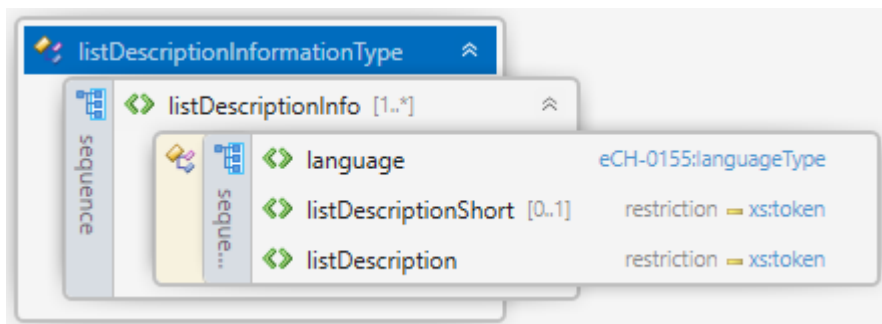 listDescriptionInformationType
sequence
listDescriptionInfo [1..*]
seque...
language eCH-0155:languageType
listDescriptionShort [0..1] restriction xs:token
listDescription restriction xs:token